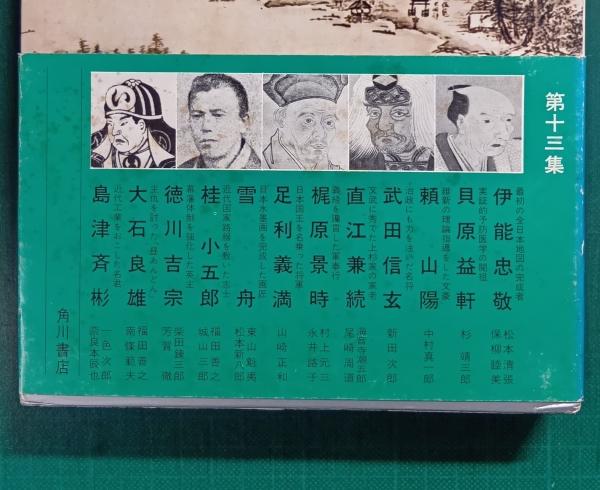 第十三集
最初の全日本地図の完成者
伊能忠敬
松本清張
保柳睦美
実証的予防医学の開祖
貝原益軒
杉靖三郎
維新の理論指導をした文豪
頼山陽
中村真一郎
治政にも力を注いだ名将
武田信玄
新田次郎
文武に秀でた上杉家の家老
直江兼続
海音寺潮五郎
尾崎周道
義経を讒言した軍奉行
梶原景時
村上元三
永井路子
日本国王を名乗った将軍
足利義満
山崎正和
日本水墨画を完成した画匠
雪舟
東山魁夷
松本新八郎
近代国家路線を敷いた志士
桂小五郎
福田善之
城山三郎
幕藩体制を強化した英主
徳川吉宗
柴田錬三郎
芳賀徹
主仇を討った“昼あんどん”
大石良雄
福田善之
南條範夫
近代工業をおこした名君
島津斉彬
一色次郎
奈良本辰也
角川書店